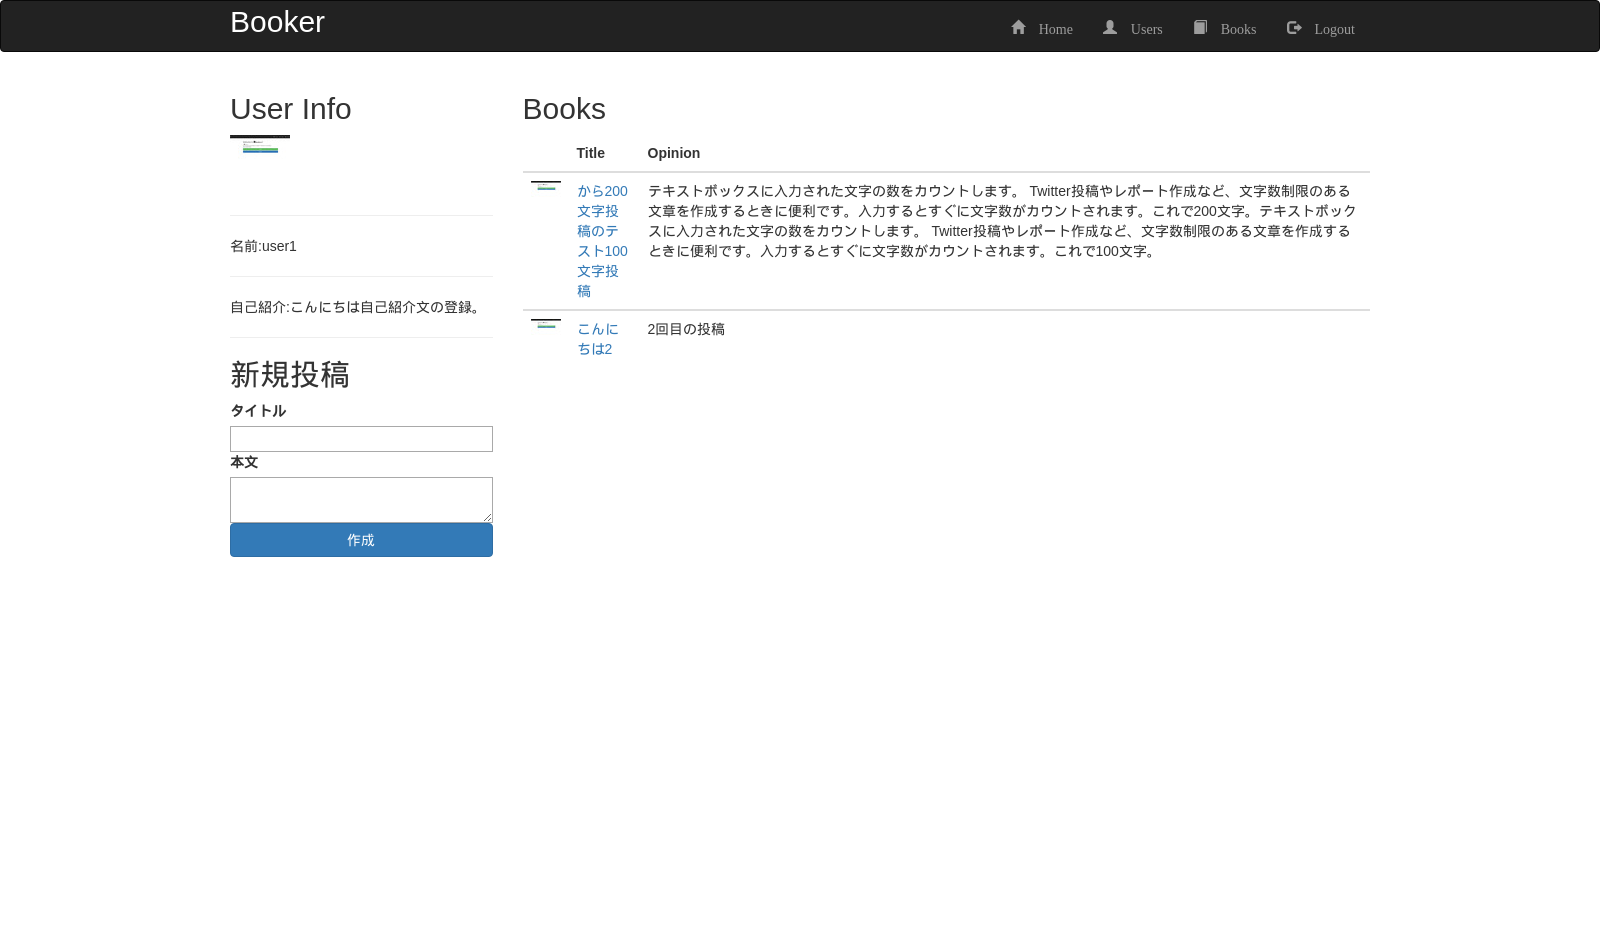 Booker
Home
Users
Books
Logout
User Info
名前:user1
自己紹介:こんにちは自己紹介文の登録。
新規投稿
タイトル
本文
作成
Books
Title Opinion
から200
文字投
稿のテ
スト100
文字投
稿
テキストボックスに入力された文字の数をカウントします。 Twitter投稿やレポート作成など、文字数制限のある
文章を作成するときに便利です。入力するとすぐに文字数がカウントされます。これで200文字。テキストボック
スに入力された文字の数をカウントします。 Twitter投稿やレポート作成など、文字数制限のある文章を作成する
ときに便利です。入力するとすぐに文字数がカウントされます。これで100文字。
こんに
ちは2
2回目の投稿